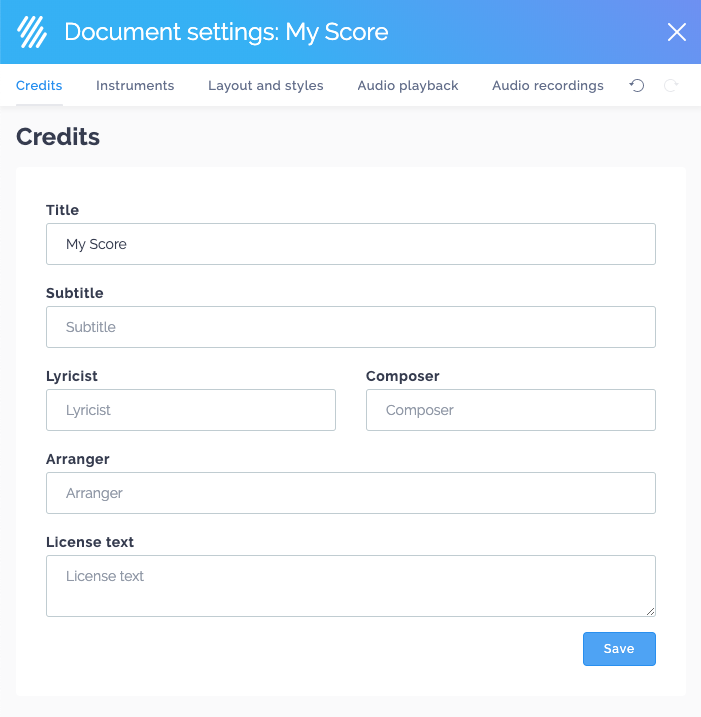 Document settings: My Score
Credits Instruments Layout and styles Audio playback Audio recordings
Credits
Title
My Score
Subtitle
Subtitle
Lyricist Composer
Lyricist Composer
Arranger
Arranger
License text
License text
Save